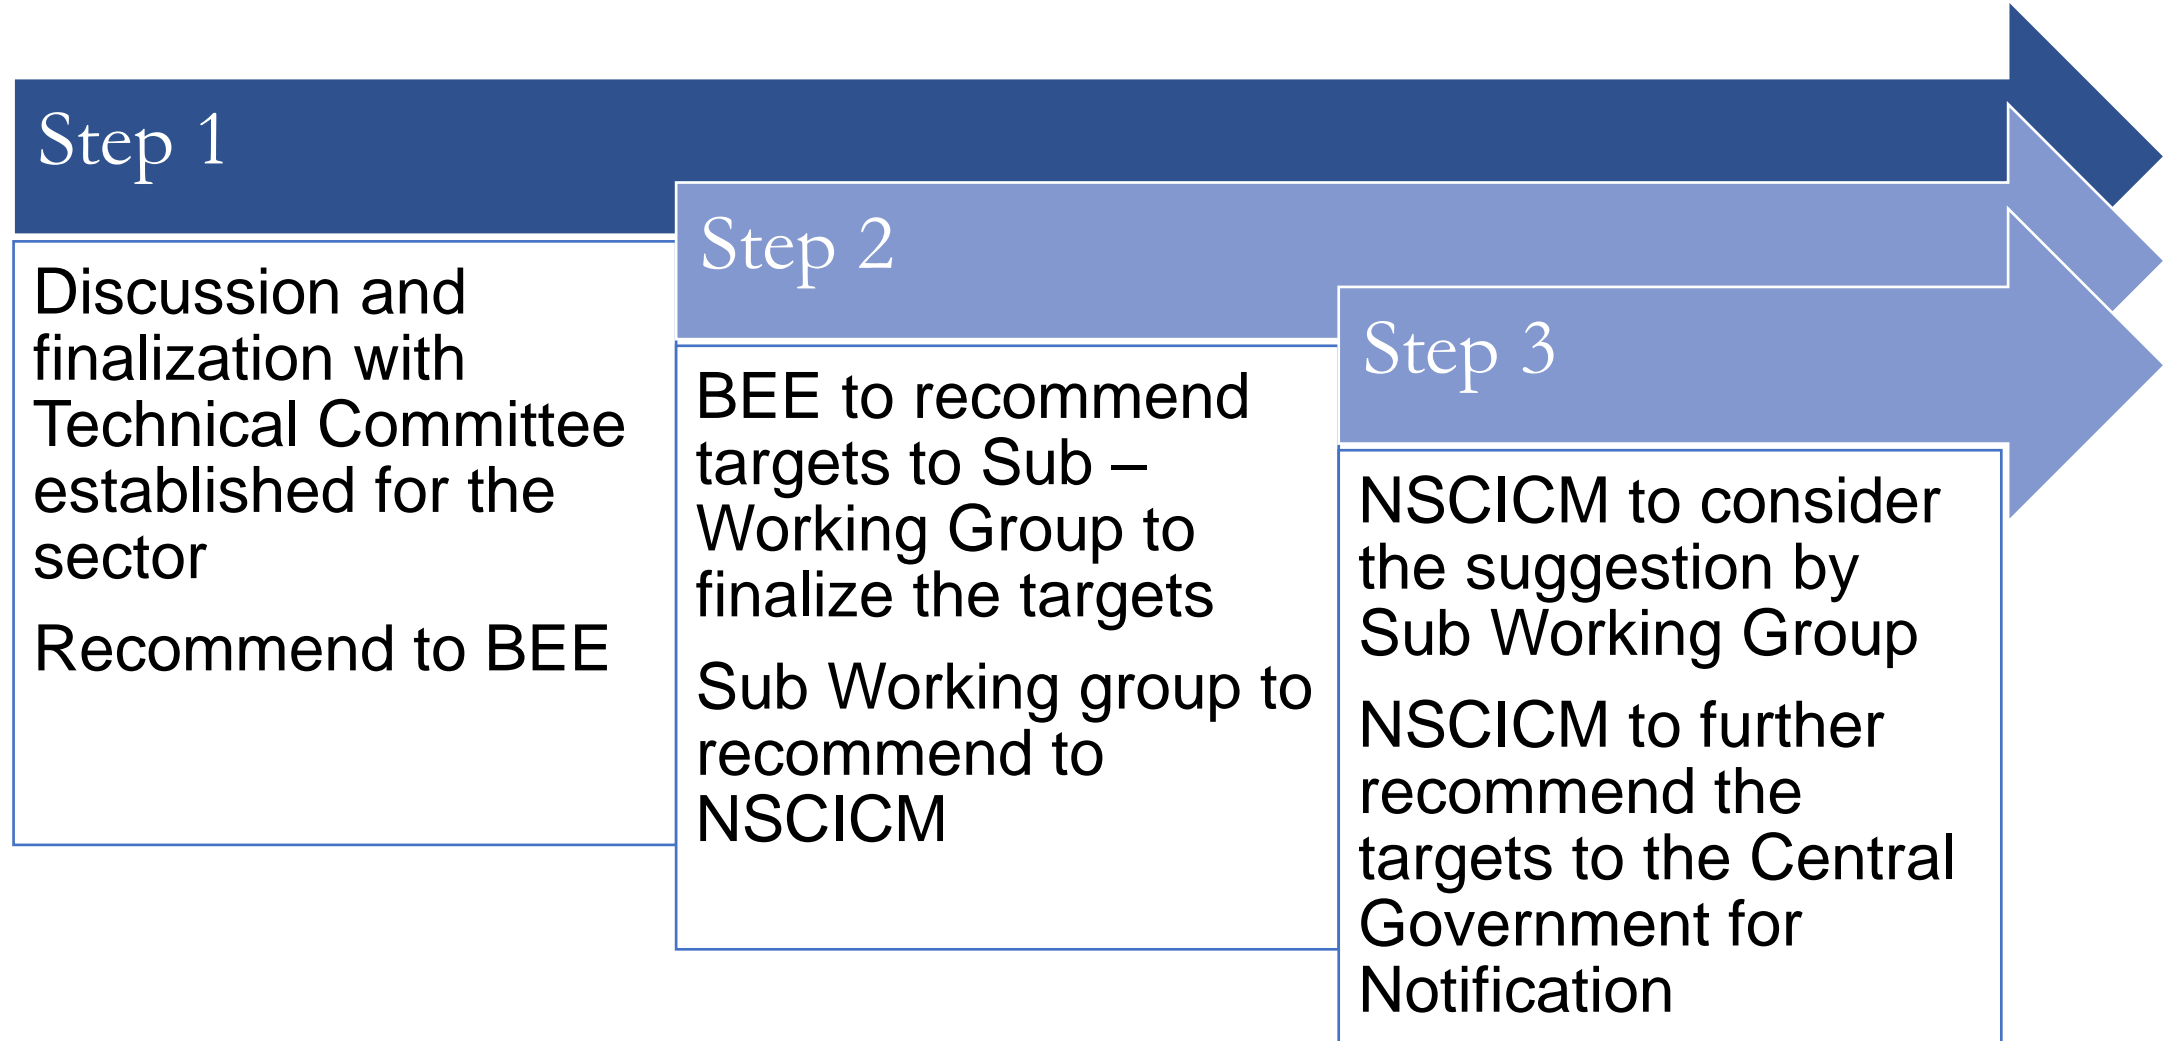 Step 1
Discussion and
finalization with
Technical Committee
established for the
sector
Recommend to BEE
Step 2
BEE to recommend
targets to Sub –
Working Group to
finalize the targets
Sub Working group to
recommend to
NSCICM
Step 3
NSCICM to consider
the suggestion by
Sub Working Group
NSCICM to further
recommend the
targets to the Central
Government for
Notification